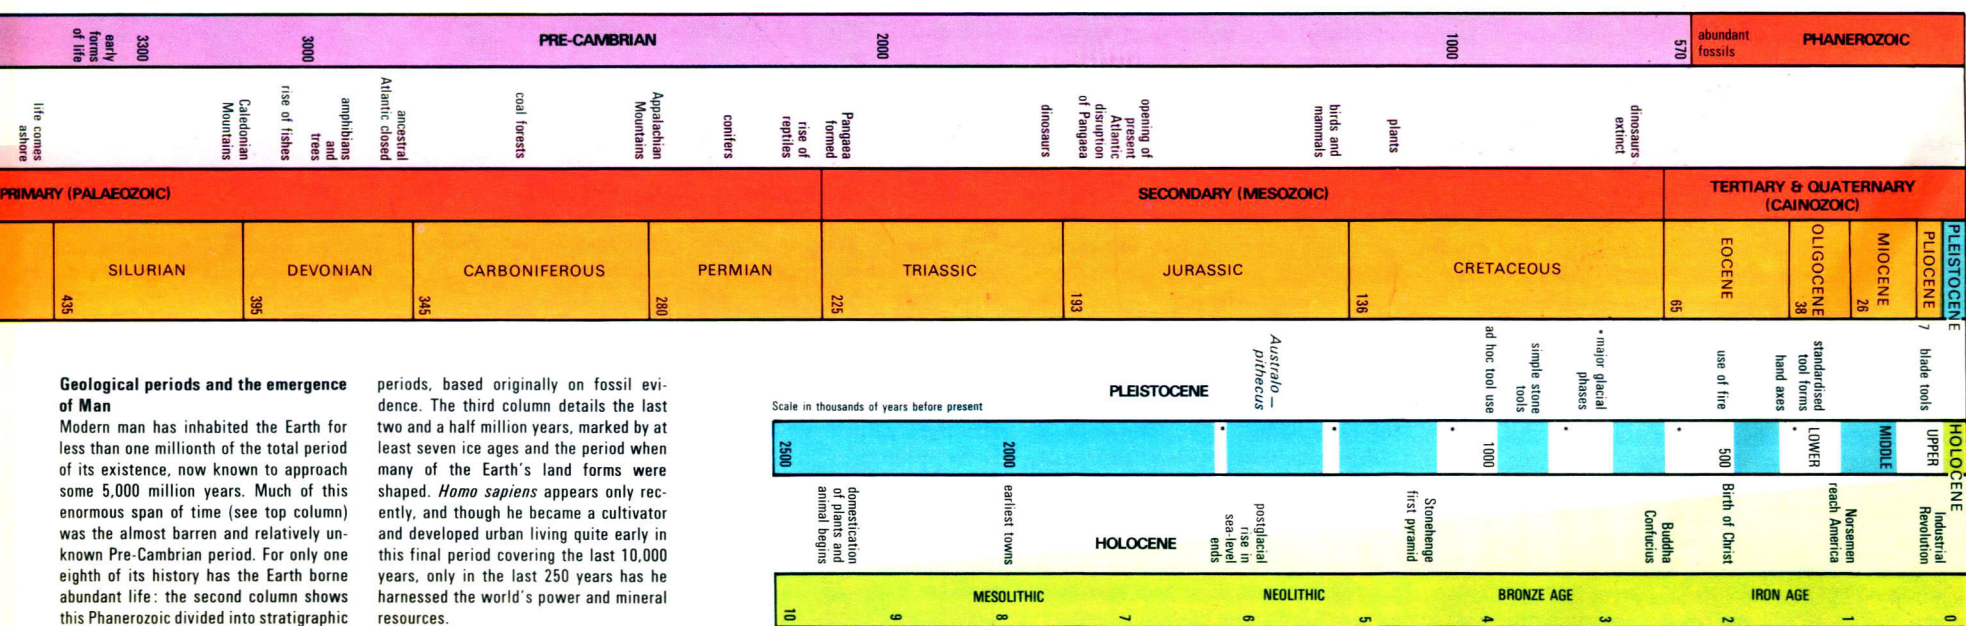 early
forms
of life
3300
3000
PRE-CAMBRIAN
2000
1000
570
abundant
fossils
PHANEROZOIC
life comes
ashore
Caledonian
Mountains
rise of fishes
amphibians
and
trees
ancestral
Atlantic closed
coal forests
Appalachian
Mountains
conifers
rise of
reptiles
Pangaea
formed
dinosaurs
opening of
present
Atlantic
disruption
of Pangaea
birds and
mammals
plants
dinosaurs
extinct
PRIMARY (PALAEOZOIC)
SECONDARY (MESOZOIC)
TERTIARY & QUATERNARY
(CAINOZOIC)
435
SILURIAN
395
DEVONIAN
345
CARBONIFEROUS
280
PERMIAN
225
TRIASSIC
193
JURASSIC
136
CRETACEOUS
65
EOCENE
38
OLIGOCENE
26
MIOCENE
7
PLIOCENE
PLEISTOCENE
Geological periods and the emergence
of Man
Modern man has inhabited the Earth for
less than one millionth of the total period
of its existence, now known to approach
some 5,000 million years. Much of this
enormous span of time (see top column)
was the almost barren and relatively un-
known Pre-Cambrian period. For only one
eighth of its history has the Earth borne
abundant life: the second column shows
this Phanerozoic divided into stratigraphic
periods, based originally on fossil evi-
dence. The third column details the last
two and a half million years, marked by at
least seven ice ages and the period when
many of the Earth's land forms were
shaped. Homo sapiens appears only rec-
ently, and though he became a cultivator
and developed urban living quite early in
this final period covering the last 10,000
years, only in the last 250 years has he
harnessed the world's power and mineral
resources.
Scale in thousands of years before present
PLEISTOCENE
Australo–
pithecus
ad hoc tool use
simple stone
tools
•major glacial
phases
use of fire
standardised
tool forms
hand axes
blade tools
2500
2000
1000
500
LOWER
MIDDLE
UPPER
HOLOCENE
domestication
of plants and
animal begins
earliest towns
HOLOCENE
postglacial
rise in
sea-level
ends
Stonehenge
first pyramid
Buddha
Confucius
Birth of Christ
Norsemen
reach America
Industrial
Revolution
MESOLITHIC
NEOLITHIC
BRONZE AGE
IRON AGE
10
9
8
7
6
5
4
3
2
1
0